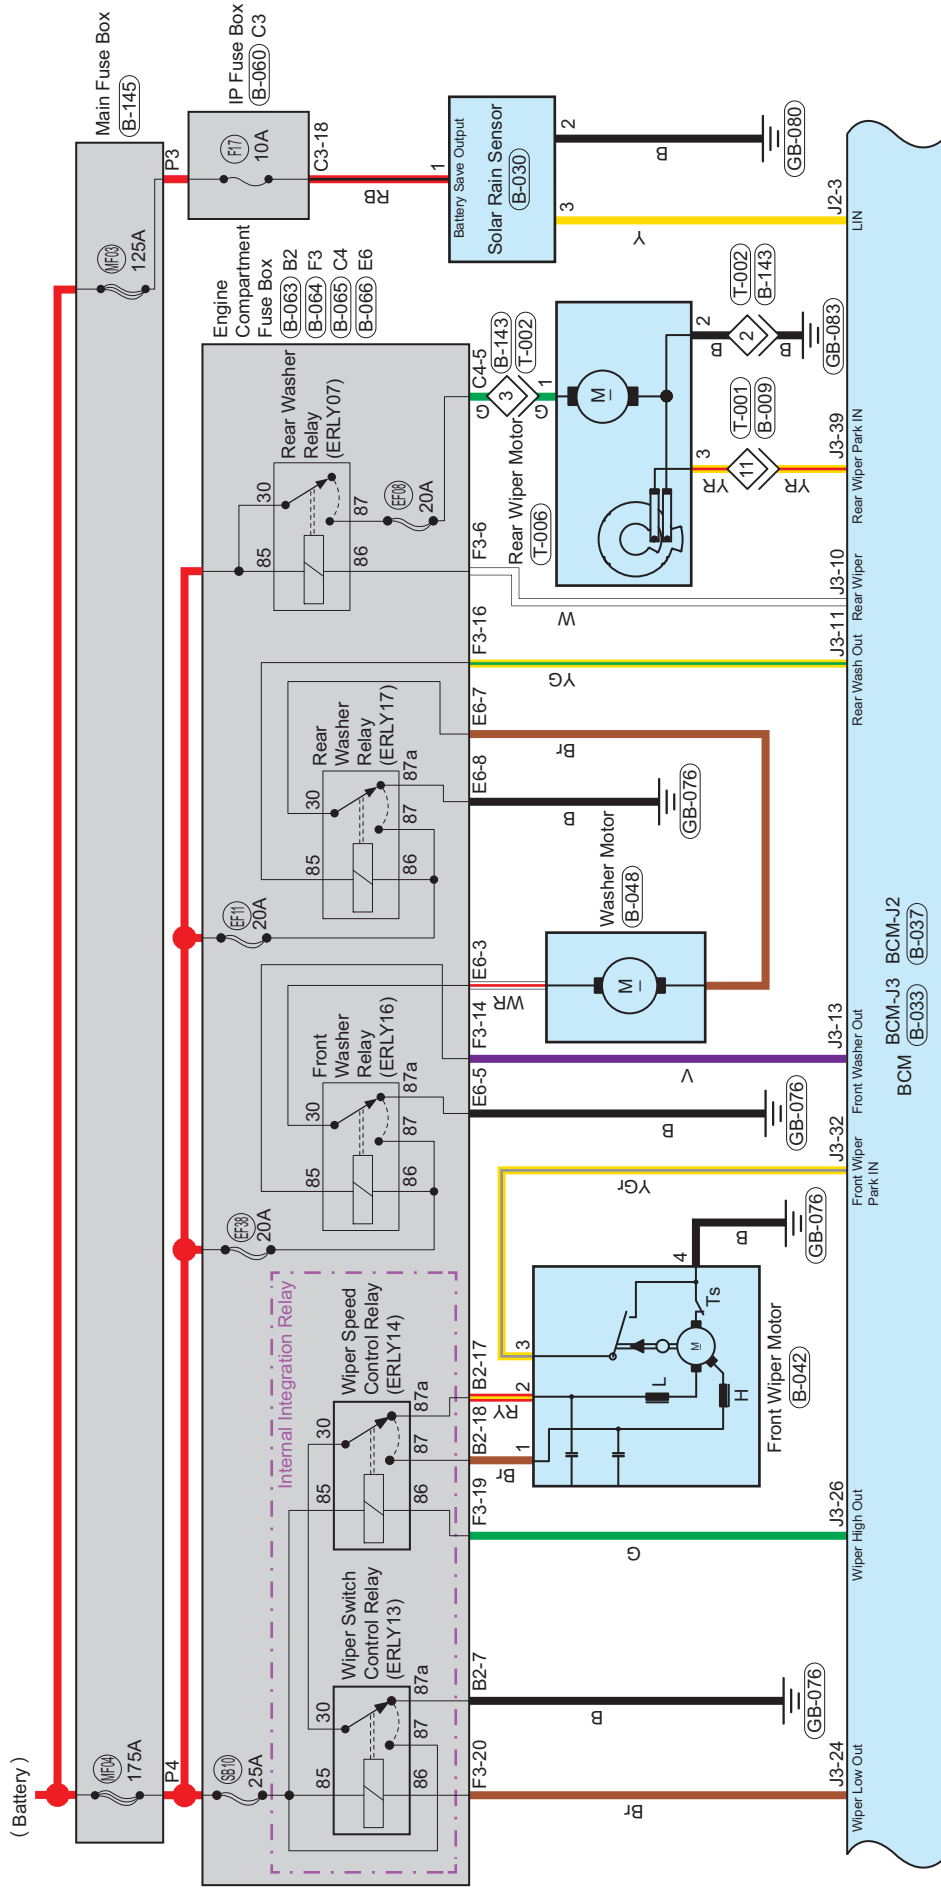 ( Battery )
Main Fuse Box
B-145
MF04
175A
MF03
125A
P4
P3
IP Fuse Box
B-060 C3
F17
10A
C3-18
RB
Engine
Compartment
Fuse Box
B-063 B2
B-064 F3
B-065 C4
B-066 E6
SB10
25A
EF38
20A
EF11
20A
EF08
20A
Internal Integration Relay
Wiper Switch
Control Relay
(ERLY13)
30
85
86
87
87a
Wiper Speed
Control Relay
(ERLY14)
30
85
86
87
87a
Front
Washer
Relay
(ERLY16)
30
85
86
87
87a
Rear
Washer
Relay
(ERLY17)
30
85
86
87
87a
Rear Washer
Relay
(ERLY07)
30
85
86
87
F3-20
B2-7
F3-19
B2-18
B2-17
E6-5
F3-14
E6-3
E6-8
E6-7
F3-16
F3-6
C4-5
Br
B
GB-076
G
Br
RY
1
2
3
4
L
H
M
Ts
Front Wiper Motor
B-042
B
GB-076
YGr
B
GB-076
V
WR
M
Washer Motor
B-048
B
GB-076
Br
YG
W
G
3
B-143
T-002
G
1
Rear Wiper Motor
T-006
M
3
YR
11
T-001
B-009
YR
2
B
2
T-002
B-143
B
GB-083
1
Battery Save Output
Solar Rain Sensor
B-030
3
2
Y
B
GB-080
J3-24
Wiper Low Out
J3-26
Wiper High Out
J3-32
Front Wiper
Park IN
J3-13
Front Washer Out
J3-11
Rear Wash Out
J3-10
Rear Wiper
J3-39
Rear Wiper Park IN
J2-3
LIN
BCM
BCM-J3
B-033
BCM-J2
B-037